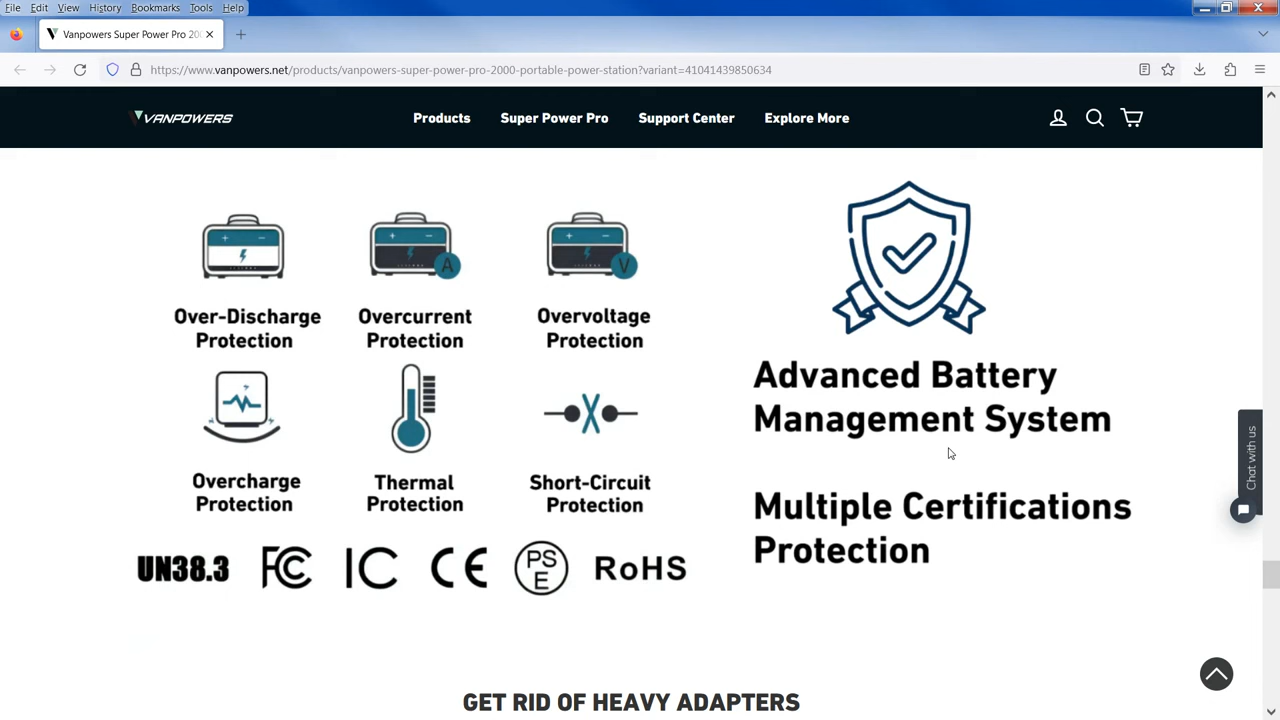 File Edit View History Bookmarks Tools Help
Vanpowers Super Power Pro 200
https://www.vanpowers.net/products/vanpowers-super-power-pro-2000-portable-power-station?variant=41041439850634
VANPOWERS
Products
Super Power Pro
Support Center
Explore More
Over-Discharge
Protection
Overcurrent
Protection
A
Overvoltage
Protection
V
Overcharge
Protection
Thermal
Protection
Short-Circuit
Protection
UN38.3 FC IC CE PSE RoHS
Advanced Battery
Management System
Multiple Certifications
Protection
Chat with us
GET RID OF HEAVY ADAPTERS